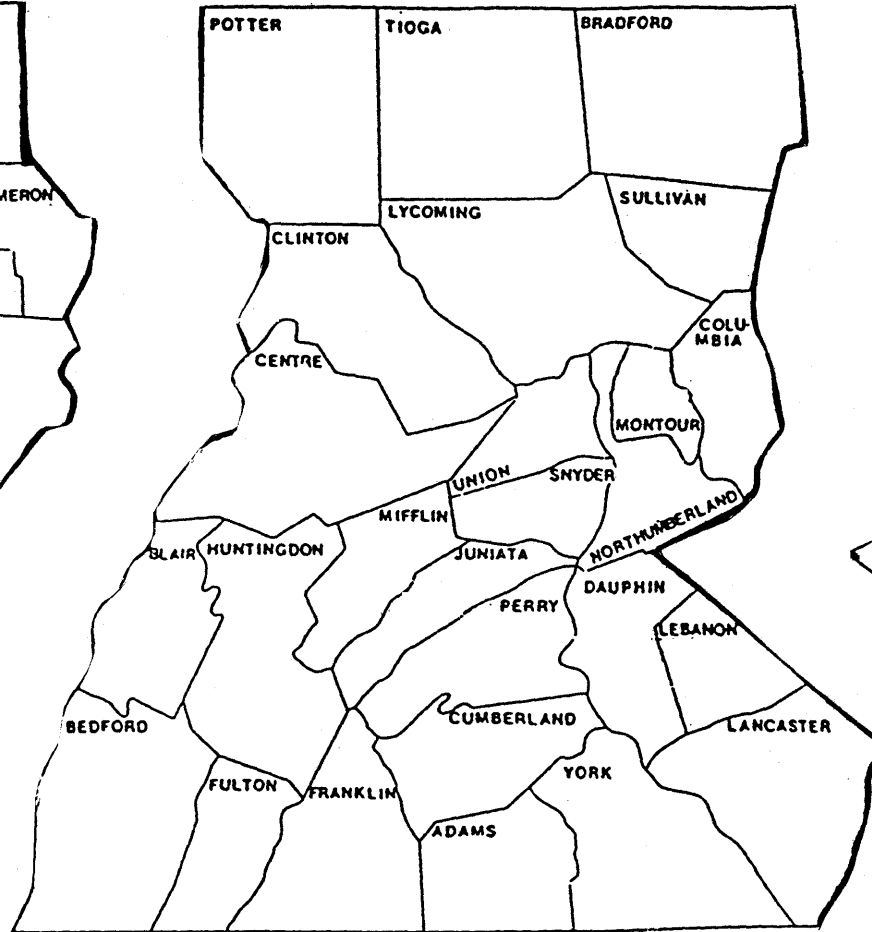 POTTER
TIOGA
BRADFORD
MERON
SULLIVAN
LYCOMING
CLINTON
COLU-
MBIA
CENTRE
MONTOUR
UNION
SNYDER
MIFFLIN
NORTHUMBERLAND
BLAIR
HUNTINGDON
JUNIATA
DAUPHIN
PERRY
LEBANON
BEDFORD
CUMBERLAND
LANCASTER
YORK
FULTON
FRANKLIN
ADAMS